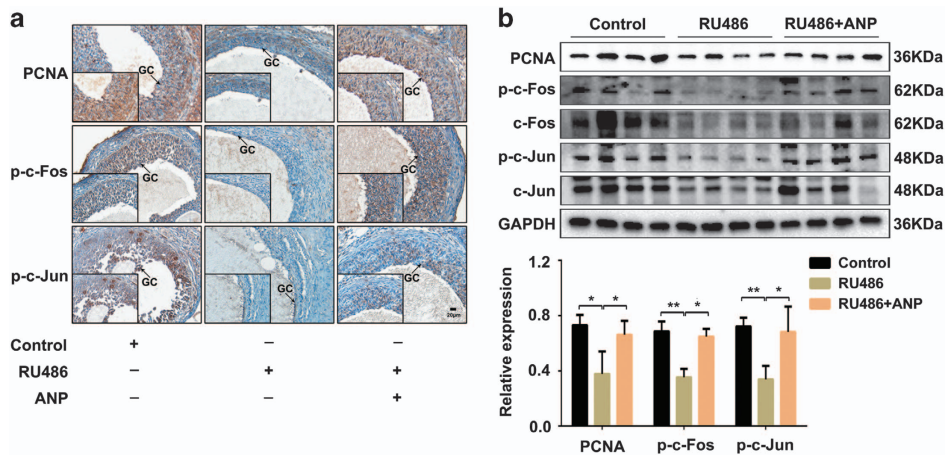 a
PCNA
GC
GC
GC
p-c-Fos
GC
GC
GC
p-c-Jun
GC
GC
GC
20µm
Control + – –
RU486 – + +
ANP – – +
b
Control RU486 RU486+ANP
PCNA 36KDa
p-c-Fos 62KDa
c-Fos 62KDa
p-c-Jun 48KDa
c-Jun 48KDa
GAPDH 36KDa
Relative expression
1.2
0.8
0.4
0.0
* *
** *
** *
Control
RU486
RU486+ANP
PCNA p-c-Fos p-c-Jun